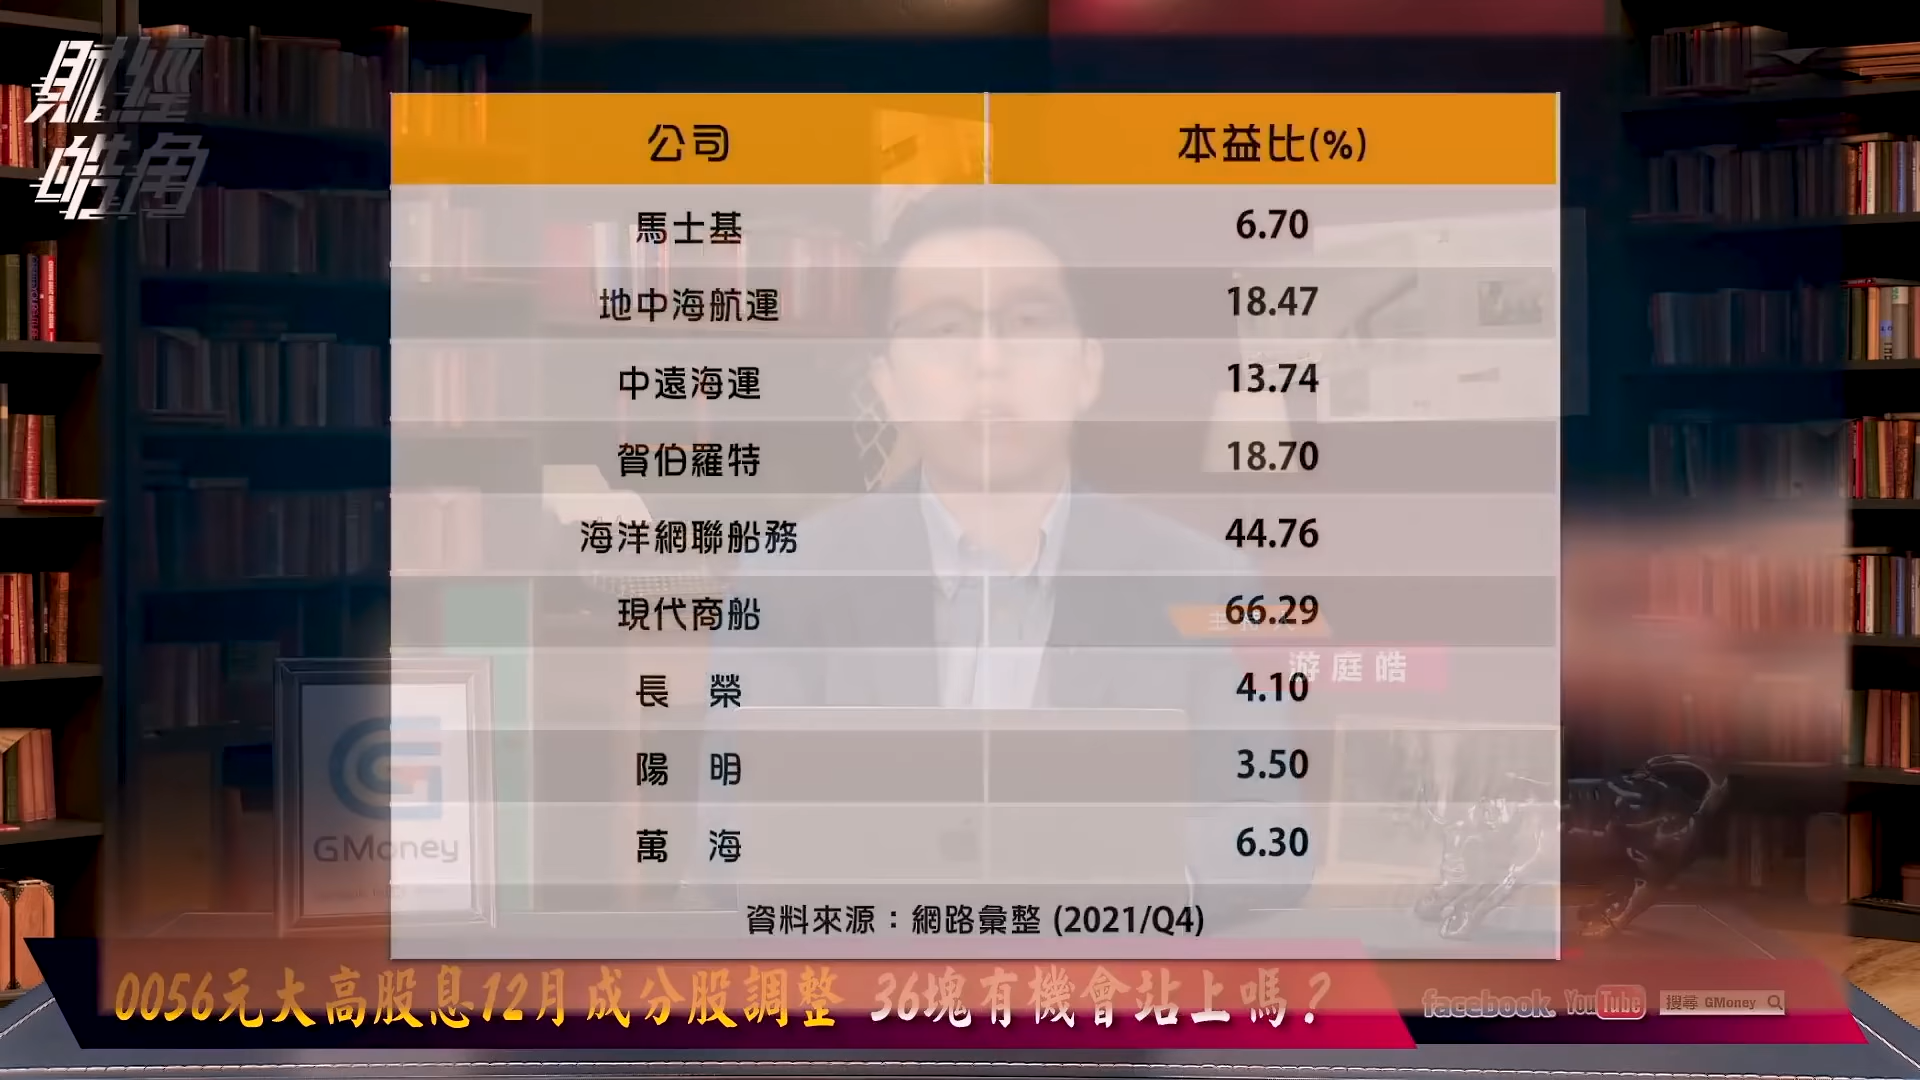 財經
皓角
公司 本益比(%)
馬士基 6.70
地中海航運 18.47
中遠海運 13.74
賀伯羅特 18.70
海洋網聯船務 44.76
現代商船 66.29
主持人
游庭皓
長 榮 4.10
陽 明 3.50
萬 海 6.30
GMoney
資料來源：網路彙整 (2021/Q4)
0056元大高股息12月成分股調整 36塊有機會站上嗎？
facebook. YouTube 搜尋 GMoney